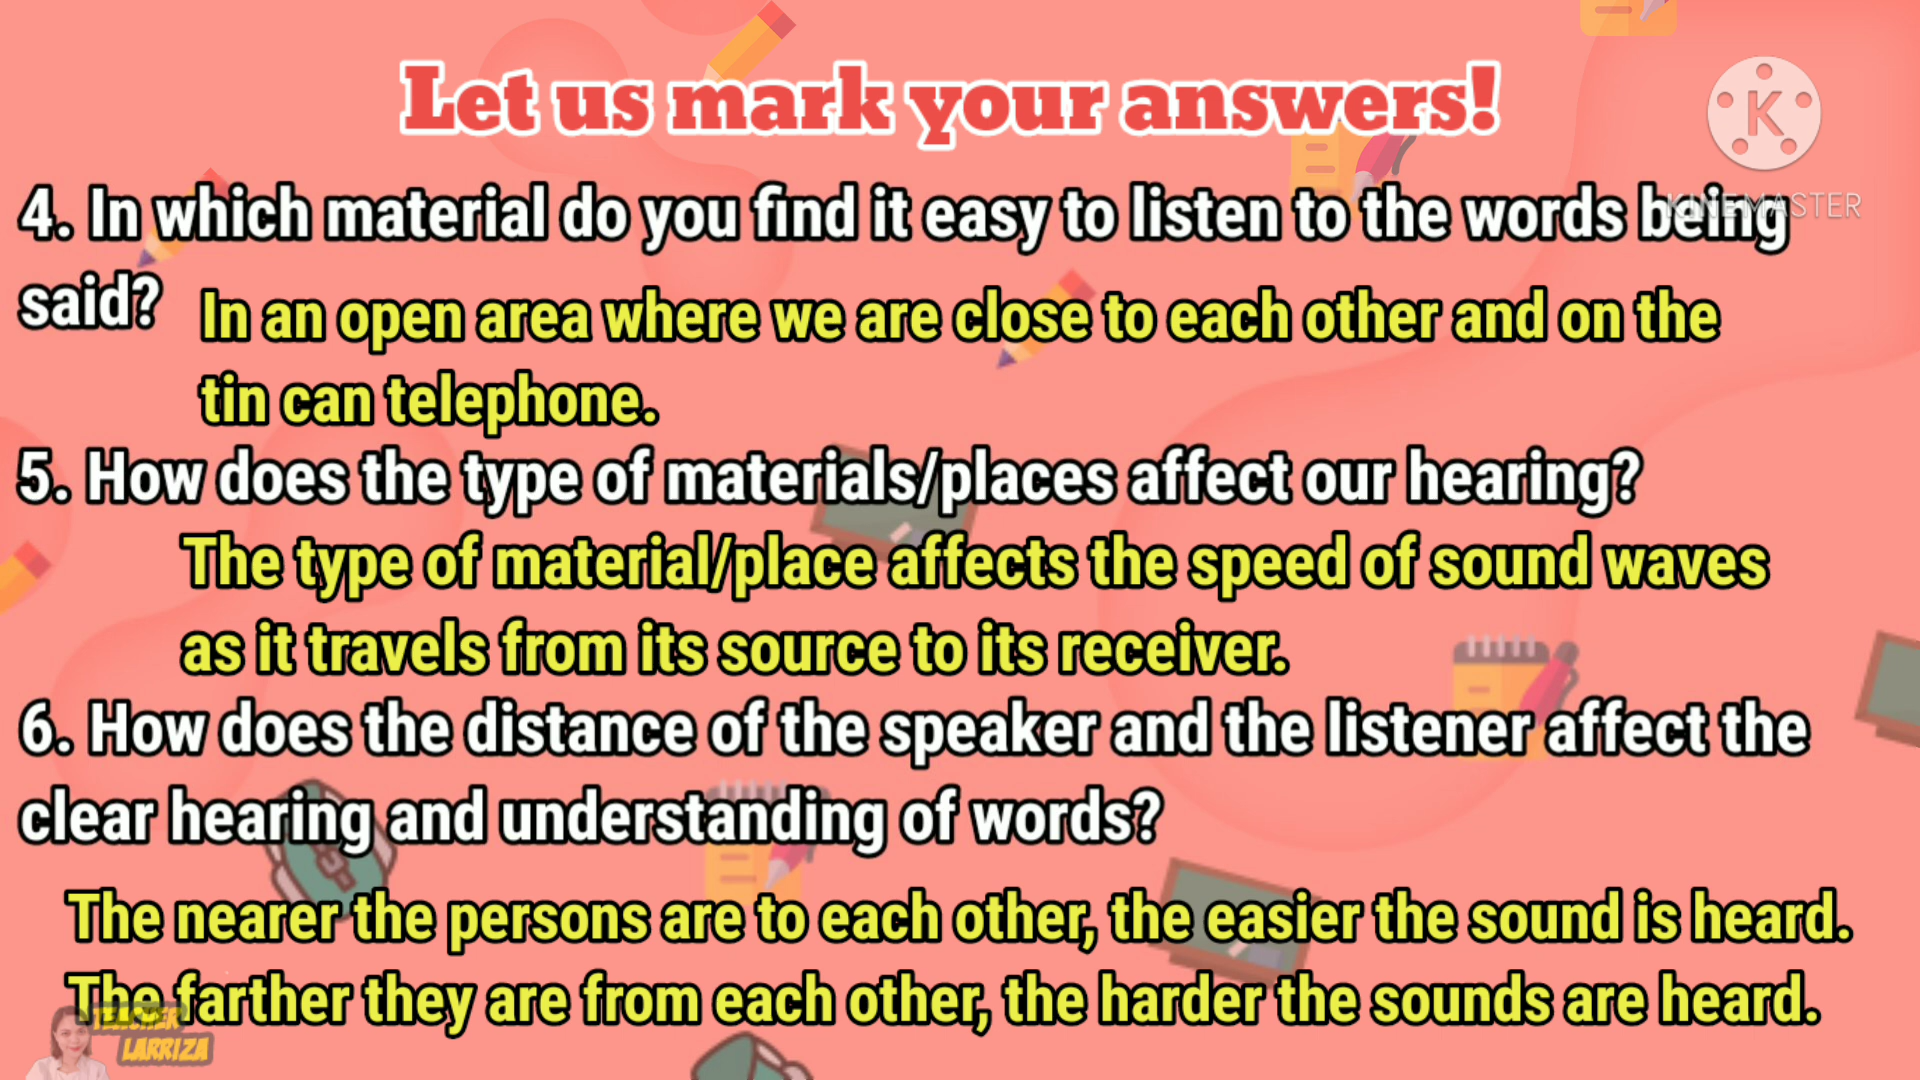 Let us mark your answers!
K
KINEMASTER
4. In which material do you find it easy to listen to the words being
said?
In an open area where we are close to each other and on the
tin can telephone.
5. How does the type of materials/places affect our hearing?
The type of material/place affects the speed of sound waves
as it travels from its source to its receiver.
6. How does the distance of the speaker and the listener affect the
clear hearing and understanding of words?
The nearer the persons are to each other, the easier the sound is heard.
The farther they are from each other, the harder the sounds are heard.
TEACHER
LARRIZA